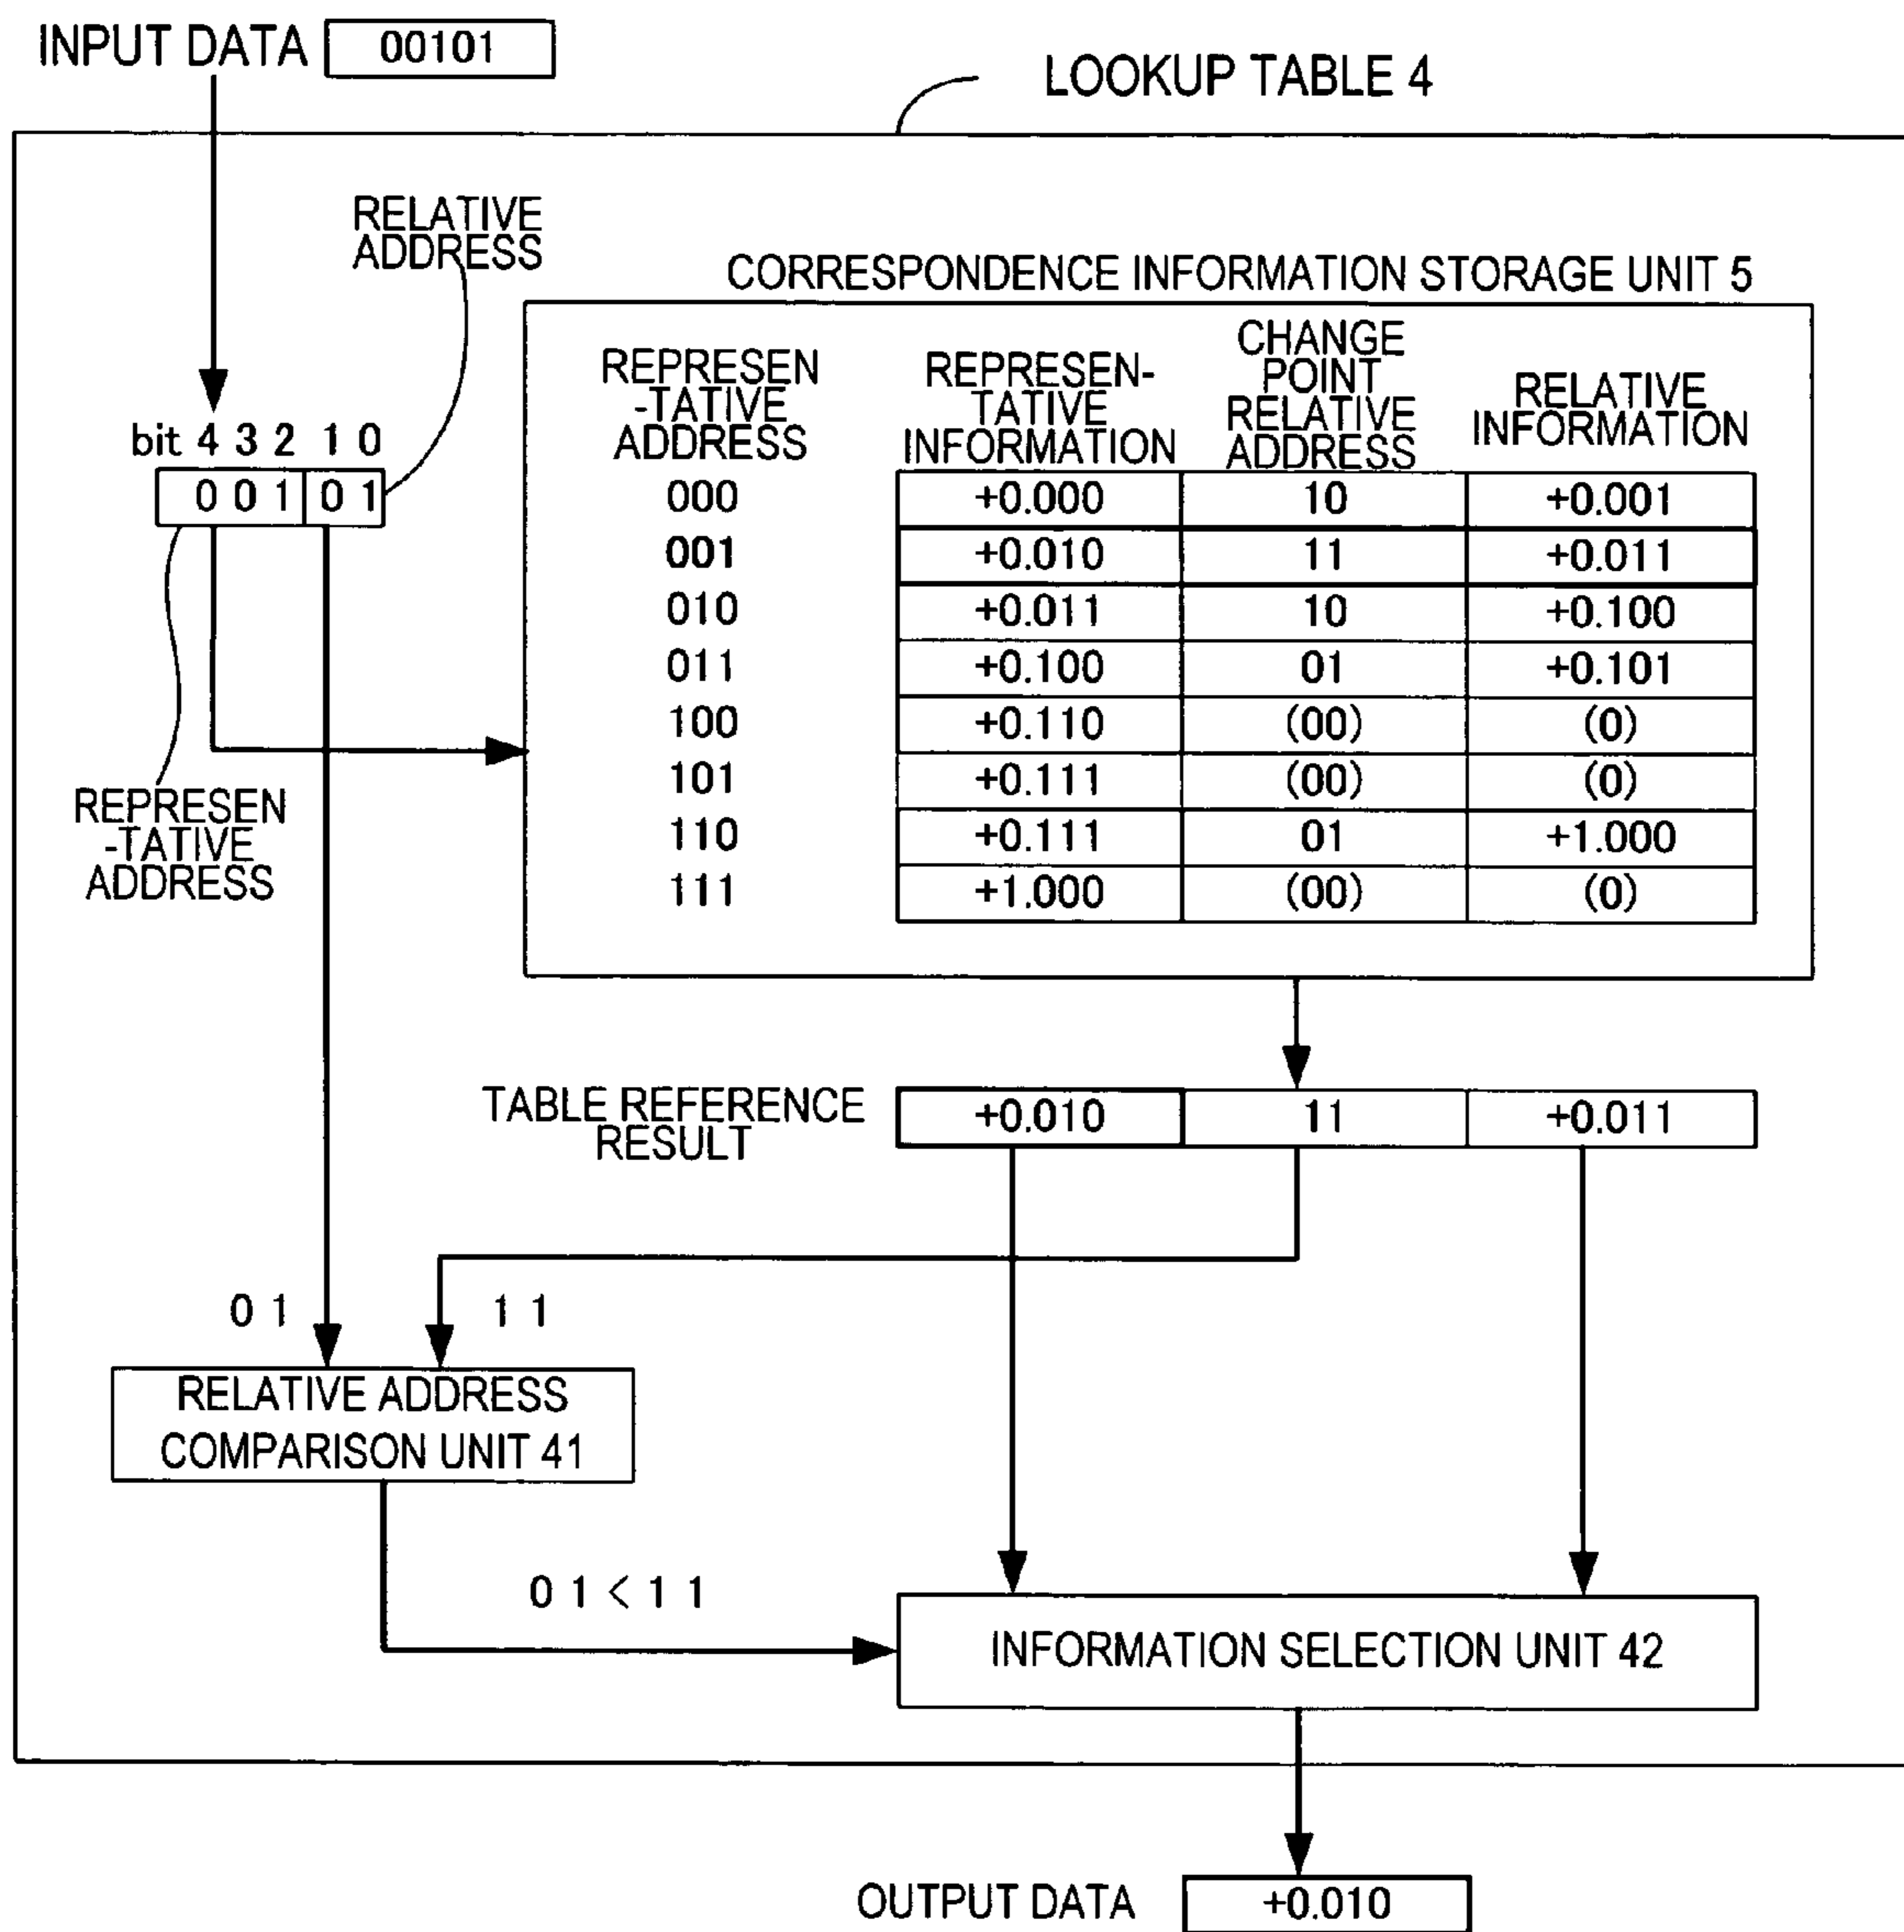 INPUT DATA 00101
LOOKUP TABLE 4
RELATIVE
ADDRESS
CORRESPONDENCE INFORMATION STORAGE UNIT 5
REPRESEN
-TATIVE
ADDRESS
REPRESEN-
TATIVE
INFORMATION
CHANGE
POINT
RELATIVE
ADDRESS
RELATIVE
INFORMATION
bit 4 3 2 1 0
0 0 1 0 1
000 +0.000 10 +0.001
001 +0.010 11 +0.011
010 +0.011 10 +0.100
011 +0.100 01 +0.101
100 +0.110 (00) (0)
101 +0.111 (00) (0)
110 +0.111 01 +1.000
111 +1.000 (00) (0)
REPRESEN
-TATIVE
ADDRESS
TABLE REFERENCE
RESULT
+0.010 11 +0.011
0 1 1 1
RELATIVE ADDRESS
COMPARISON UNIT 41
0 1 < 1 1
INFORMATION SELECTION UNIT 42
OUTPUT DATA +0.010